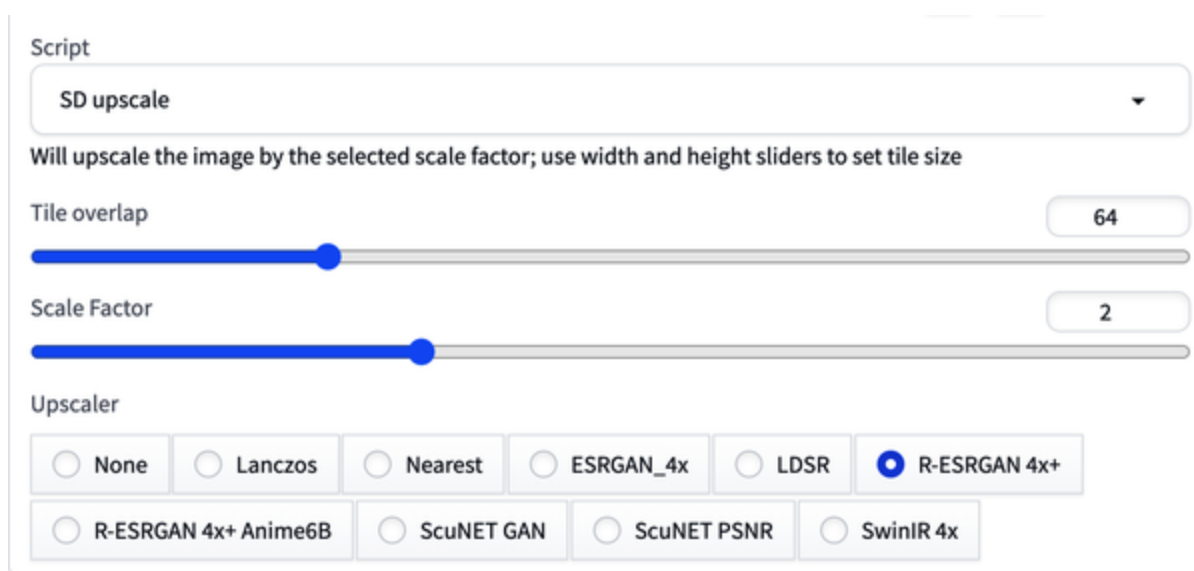 Script
SD upscale
Will upscale the image by the selected scale factor; use width and height sliders to set tile size
Tile overlap
64
Scale Factor
2
Upscaler
None Lanczos Nearest ESRGAN_4x LDSR R-ESRGAN 4x+
R-ESRGAN 4x+ Anime6B ScuNET GAN ScuNET PSNR SwinIR 4x